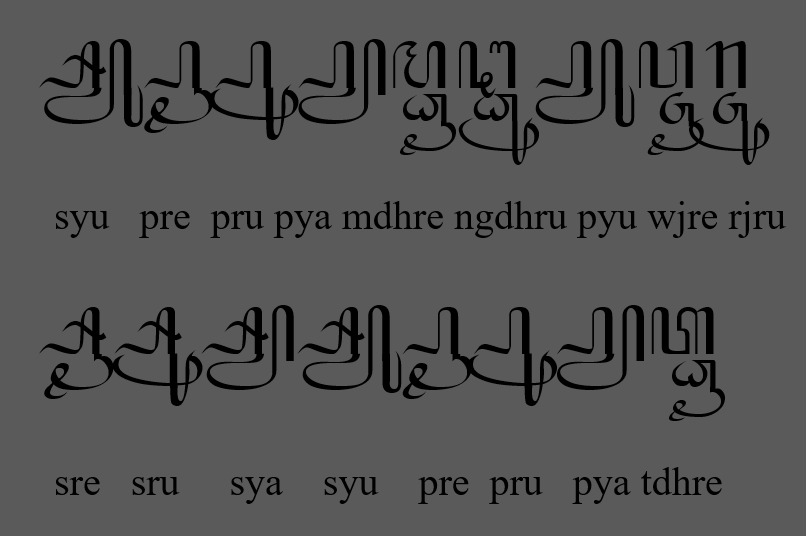 ꦱꦾꦸꦥꦽꦥꦿꦸꦥꦾꦩ꧀ꦝꦽꦔ꧀ꦝꦿꦸꦥꦾꦸꦮ꧀ꦗꦽꦫ꧀ꦗꦿꦸ
syu pre pru pya mdhre ngdhru pyu wjre rjru
ꦱꦽꦱꦿꦸꦱꦾꦱꦾꦸꦥꦽꦥꦿꦸꦥꦾꦠ꧀ꦝꦽ
sre sru sya syu pre pru pya tdhre